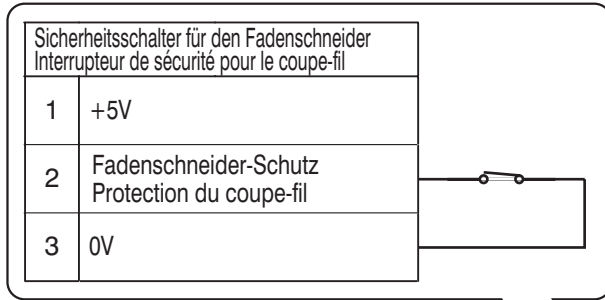 Sicherheitsschalter für den Fadenschneider
Interrupteur de sécurité pour le coupe-fil
1 +5V
2 Fadenschneider-Schutz
Protection du coupe-fil
3 0V